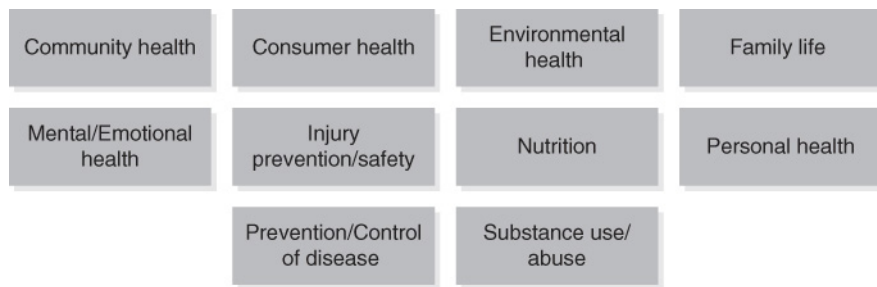 Community health
Consumer health
Environmental
health
Family life
Mental/Emotional
health
Injury
prevention/safety
Nutrition
Personal health
Prevention/Control
of disease
Substance use/
abuse